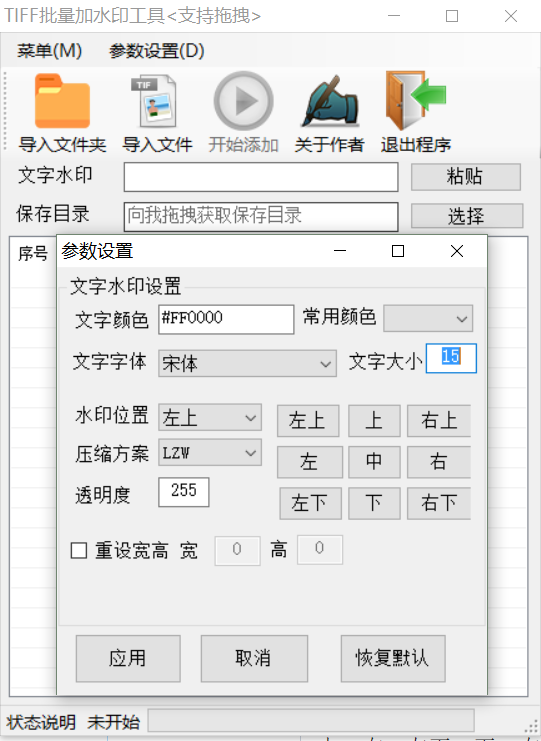 TIFF批量加水印工具<支持拖拽>
菜单(M) 参数设置(D)
TIF
导入文件夹 导入文件 开始添加 关于作者 退出程序
文字水印 粘贴
保存目录 向我拖拽获取保存目录 选择
序号
参数设置
文字水印设置
文字颜色 #FF0000 常用颜色
文字字体 宋体 文字大小 15
水印位置 左上 左上 上 右上
压缩方案 LZW 左 中 右
透明度 255 左下 下 右下
重设宽高 宽 0 高 0
应用 取消 恢复默认
状态说明 未开始